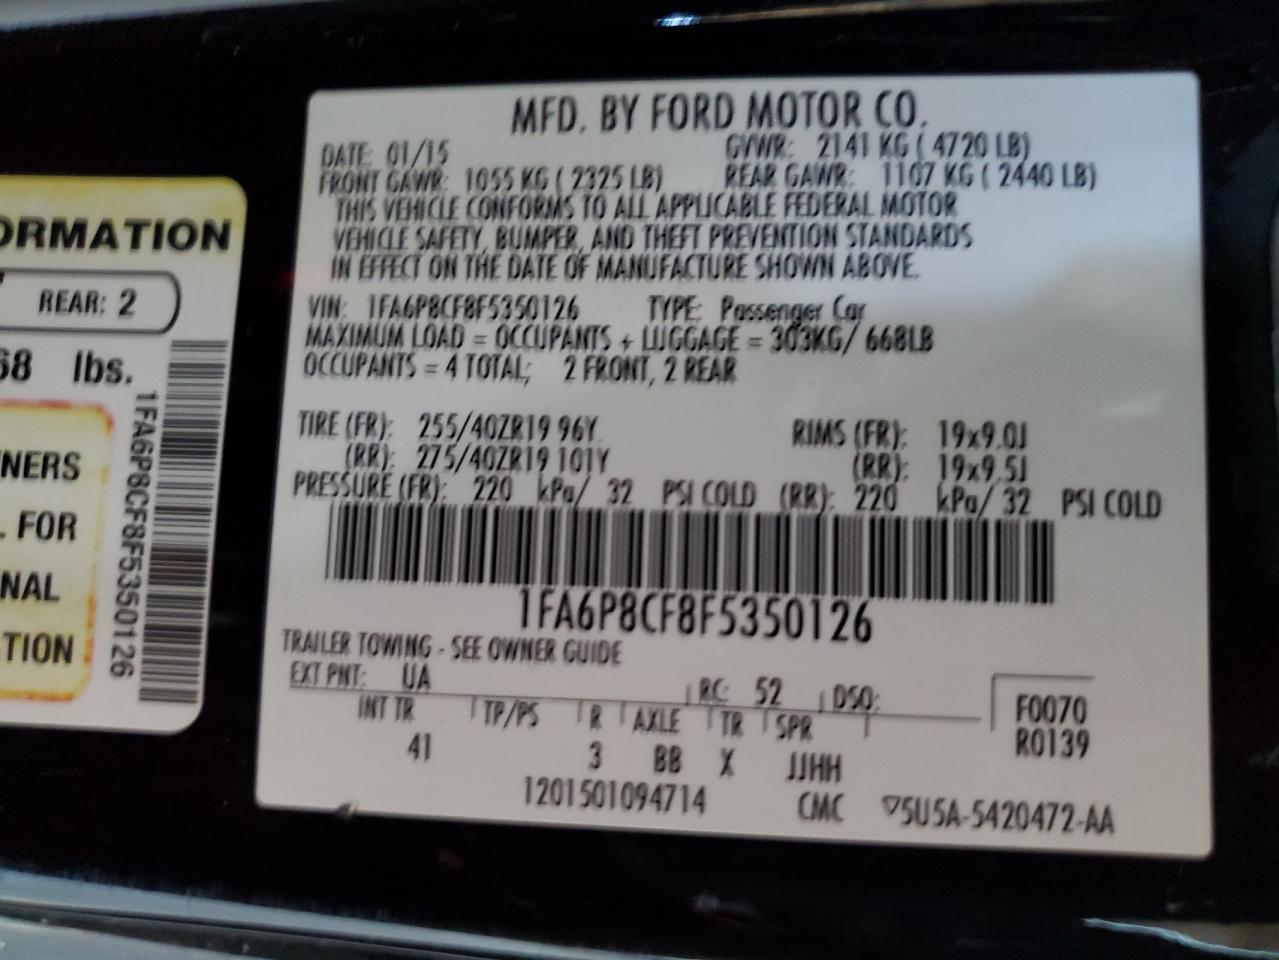 MFD. BY FORD MOTOR CO.
DATE: 01/15 GVWR: 2141 KG ( 4720 LB)
FRONT GAWR: 1055 KG ( 2325 LB) REAR GAWR: 1107 KG ( 2440 LB)
THIS VEHICLE CONFORMS TO ALL APPLICABLE FEDERAL MOTOR
VEHICLE SAFETY, BUMPER, AND THEFT PREVENTION STANDARDS
IN EFFECT ON THE DATE OF MANUFACTURE SHOWN ABOVE.
VIN: 1FA6P8CF8F5350126 TYPE: Passenger Car
MAXIMUM LOAD = OCCUPANTS + LUGGAGE = 303KG/ 668LB
OCCUPANTS = 4 TOTAL; 2 FRONT, 2 REAR
TIRE (FR): 255/40ZR19 96Y RIMS (FR): 19x9.0J
(RR): 275/40ZR19 101Y (RR): 19x9.5J
PRESSURE (FR): 220 kPa/ 32 PSI COLD (RR): 220 kPa/ 32 PSI COLD
1FA6P8CF8F5350126
TRAILER TOWING - SEE OWNER GUIDE
EXT PNT: UA RC: 52 DSO:
INT TR TP/PS R AXLE TR SPR
41 3 BB X JJHH
F0070
R0139
1201501094714 CMC ▽5U5A-5420472-AA
ORMATION
REAR: 2
68 lbs.
NERS
L FOR
NAL
TION
1FA6P8CF8F5350126